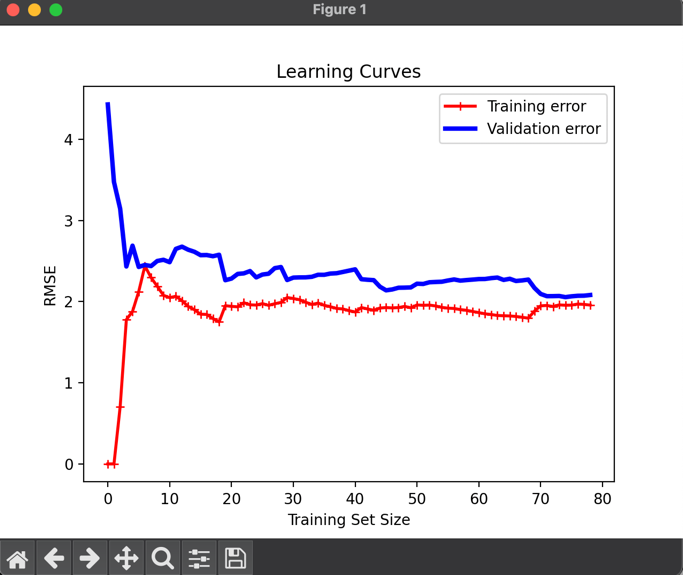 Figure 1
Learning Curves
Training error
Validation error
4
3
2
1
0
RMSE
0 10 20 30 40 50 60 70 80
Training Set Size